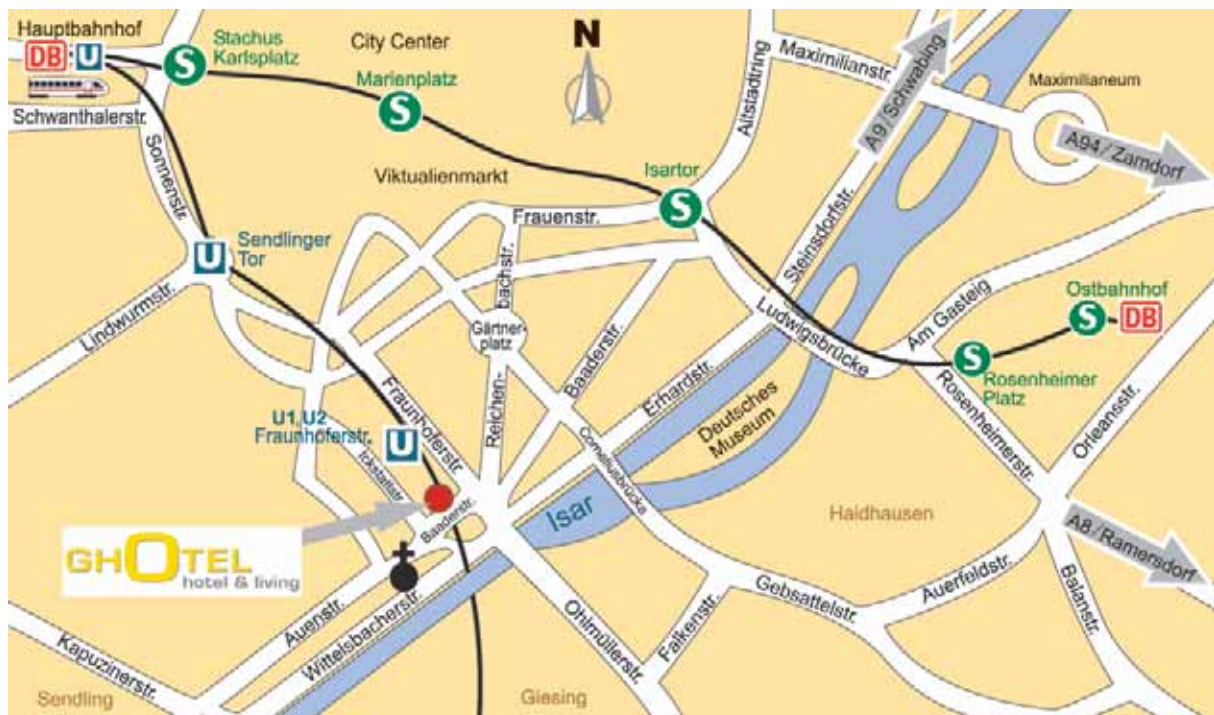 Hauptbahnhof
DB U
Stachus
Karlsplatz
S
City Center
N
Maximilianstr.
Maximilianeum
A9/Schwabing
A94/Zamdorf
Altstadtring
Marienplatz
S
Schwanthalerstr.
Sonnenstr.
Viktualienmarkt
Isartor
S
Frauenstr.
Steinsdorfstr.
U
Sendlinger
Tor
Lindwurmstr.
Reichen-
bachstr.
Gärtner-
platz
Baaderstr.
Ludwigsbrücke
Am Gasteig
Ostbahnhof
S DB
S
Rosenheimer
Platz
Erhardstr.
Deutsches
Museum
Rosenheimerstr.
Orleansstr.
U1, U2
Fraunhoferstr.
U
Fraunhoferstr.
Ickstattstr.
Corneliusbrücke
Baaderstr.
Isar
Haidhausen
A8/Ramersdorf
GHOTEL
hotel & living
Auenstr.
Wittelsbacherstr.
Ohlmüllerstr.
Falkenstr.
Gebsattelstr.
Auerfeldstr.
Balanstr.
Kapuzinerstr.
Sendling
Giesing